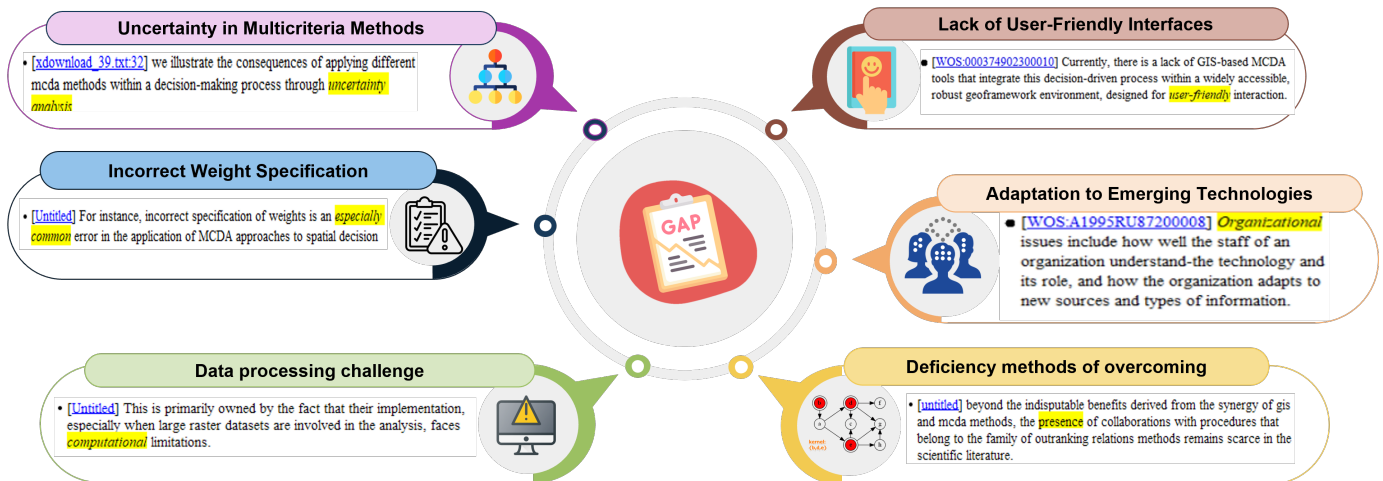 Uncertainty in Multicriteria Methods
• [xdownload_39.txt:32] we illustrate the consequences of applying different
mcda methods within a decision-making process through uncertainty
analysis
Incorrect Weight Specification
• [Untitled] For instance, incorrect specification of weights is an especially
common error in the application of MCDA approaches to spatial decision
Data processing challenge
• [Untitled] This is primarily owned by the fact that their implementation,
especially when large raster datasets are involved in the analysis, faces
computational limitations.
GAP
Lack of User-Friendly Interfaces
• [WOS:000374902300010] Currently, there is a lack of GIS-based MCDA
tools that integrate this decision-driven process within a widely accessible,
robust geoframework environment, designed for user-friendly interaction.
Adaptation to Emerging Technologies
• [WOS:A1995RU87200008] Organizational
issues include how well the staff of an
organization understand-the technology and
its role, and how the organization adapts to
new sources and types of information.
Deficiency methods of overcoming
• [untitled] beyond the indisputable benefits derived from the synergy of gis
and mcda methods, the presence of collaborations with procedures that
belong to the family of outranking relations methods remains scarce in the
scientific literature.
kernel: